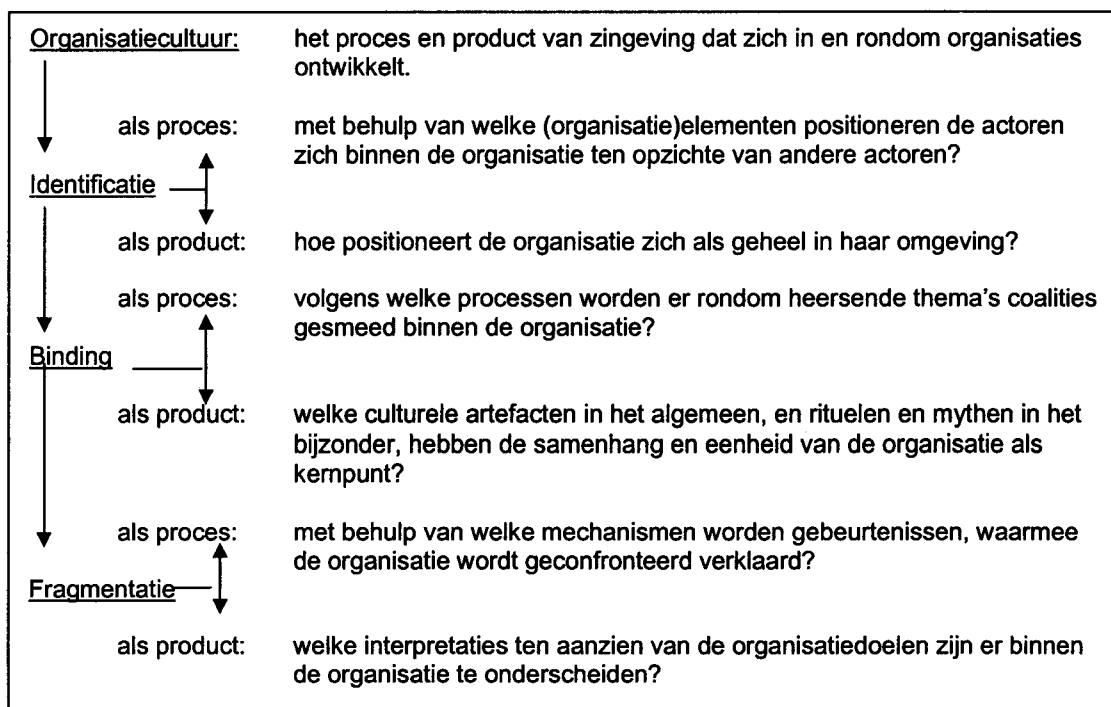 Organisatiecultuur: het proces en product van zingeving dat zich in en rondom organisaties
ontwikkelt.
als proces: met behulp van welke (organisatie)elementen positioneren de actoren
zich binnen de organisatie ten opzichte van andere actoren?
Identificatie
als product: hoe positioneert de organisatie zich als geheel in haar omgeving?
als proces: volgens welke processen worden er rondom heersende thema's coalities
gesmeed binnen de organisatie?
Binding
als product: welke culturele artefacten in het algemeen, en rituelen en mythen in het
bijzonder, hebben de samenhang en eenheid van de organisatie als
kernpunt?
als proces: met behulp van welke mechanismen worden gebeurtenissen, waarmee
de organisatie wordt geconfronteerd verklaard?
Fragmentatie
als product: welke interpretaties ten aanzien van de organisatiedoelen zijn er binnen
de organisatie te onderscheiden?